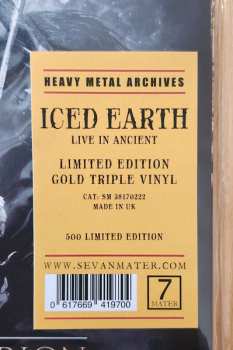 HEAVY METAL ARCHIVES
ICED EARTH
LIVE IN ANCIENT
LIMITED EDITION
GOLD TRIPLE VINYL
CAT: SM 38170222
MADE IN UK
500 LIMITED EDITION
WWW.SEVANMATER.COM
0 617669 419700
7
MATER